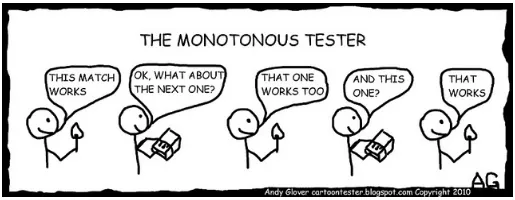 THE MONOTONOUS TESTER
THIS MATCH
WORKS
OK, WHAT ABOUT
THE NEXT ONE?
THAT ONE
WORKS TOO
AND THIS
ONE?
THAT
WORKS
AG
Andy Glover cartoontester.blogspot.com Copyright 2010